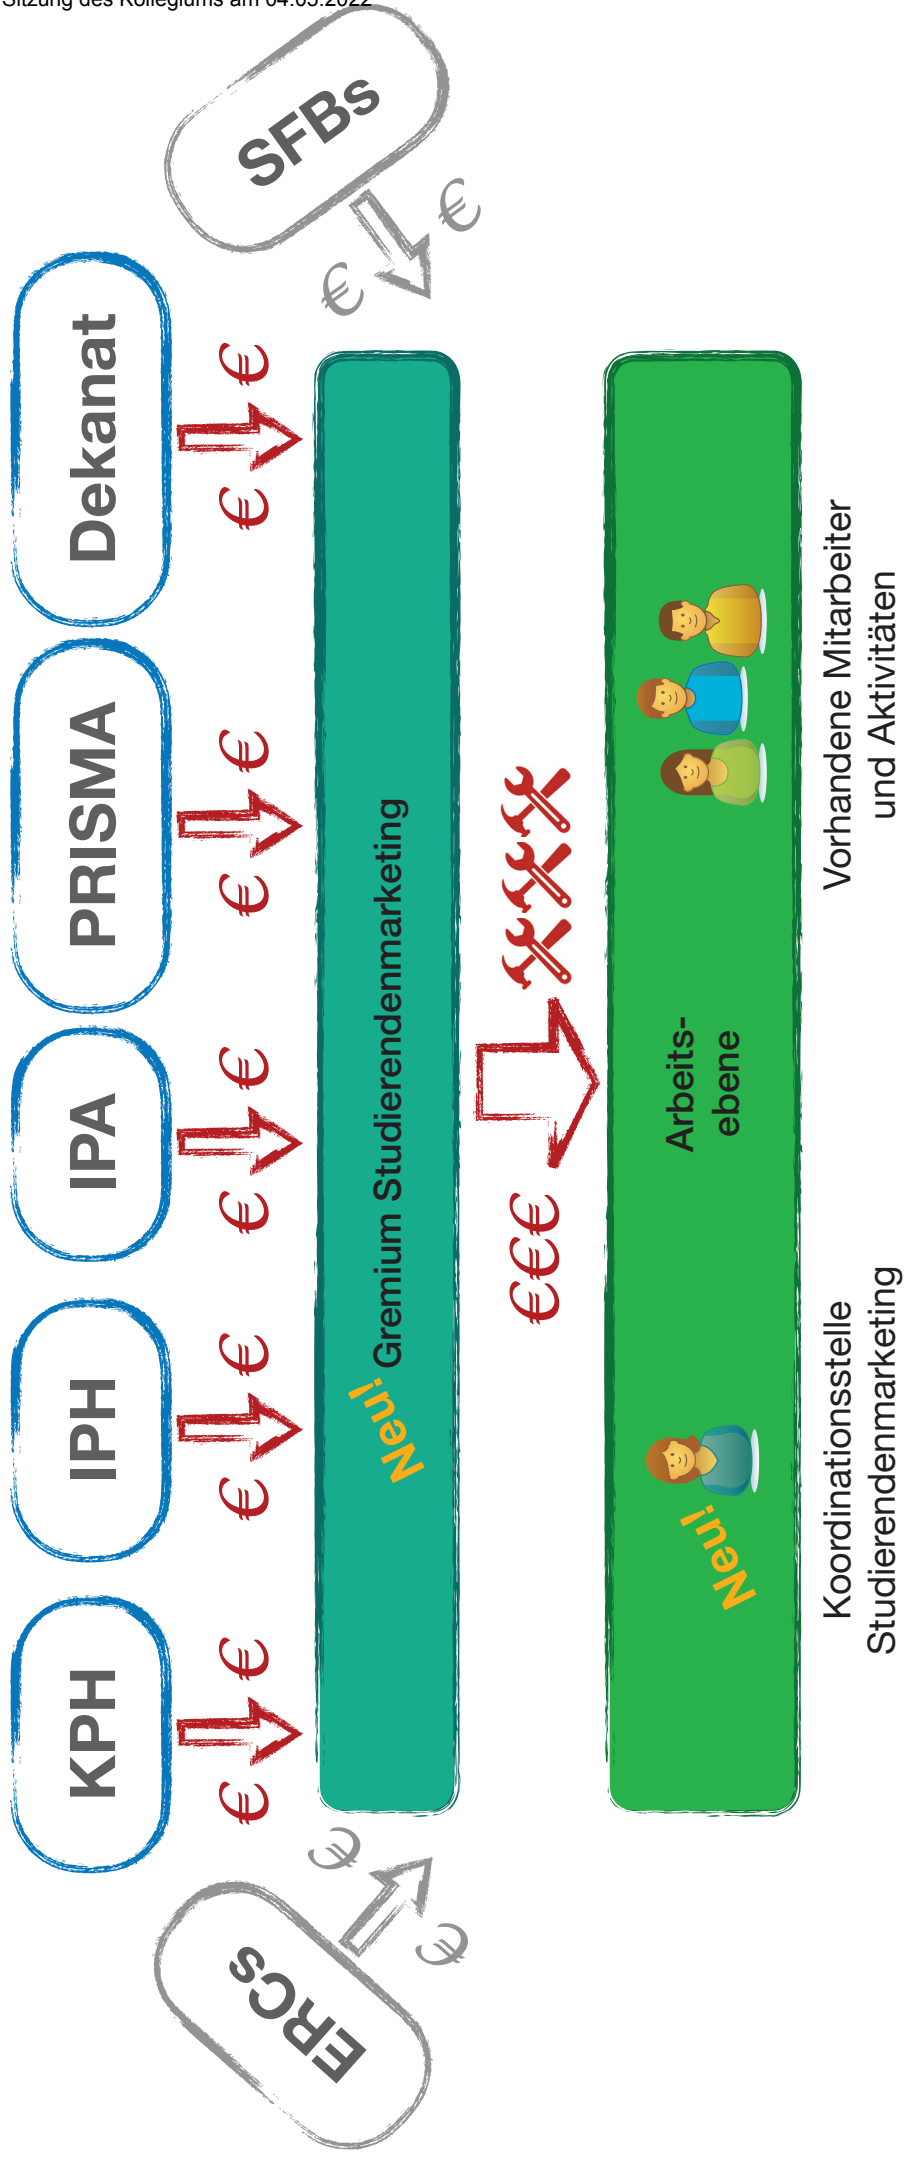 Sitzung des Kollegiums am 04.05.2022
ERCs
KPH
IPH
IPA
PRISMA
Dekanat
SFBs
€ €
€ €
€ €
€ €
€ €
€ €
€ €
Neu! Gremium Studierendenmarketing
€€€
Neu!
Arbeits-
ebene
Koordinationsstelle
Studierendenmarketing
Vorhandene Mitarbeiter
und Aktivitäten